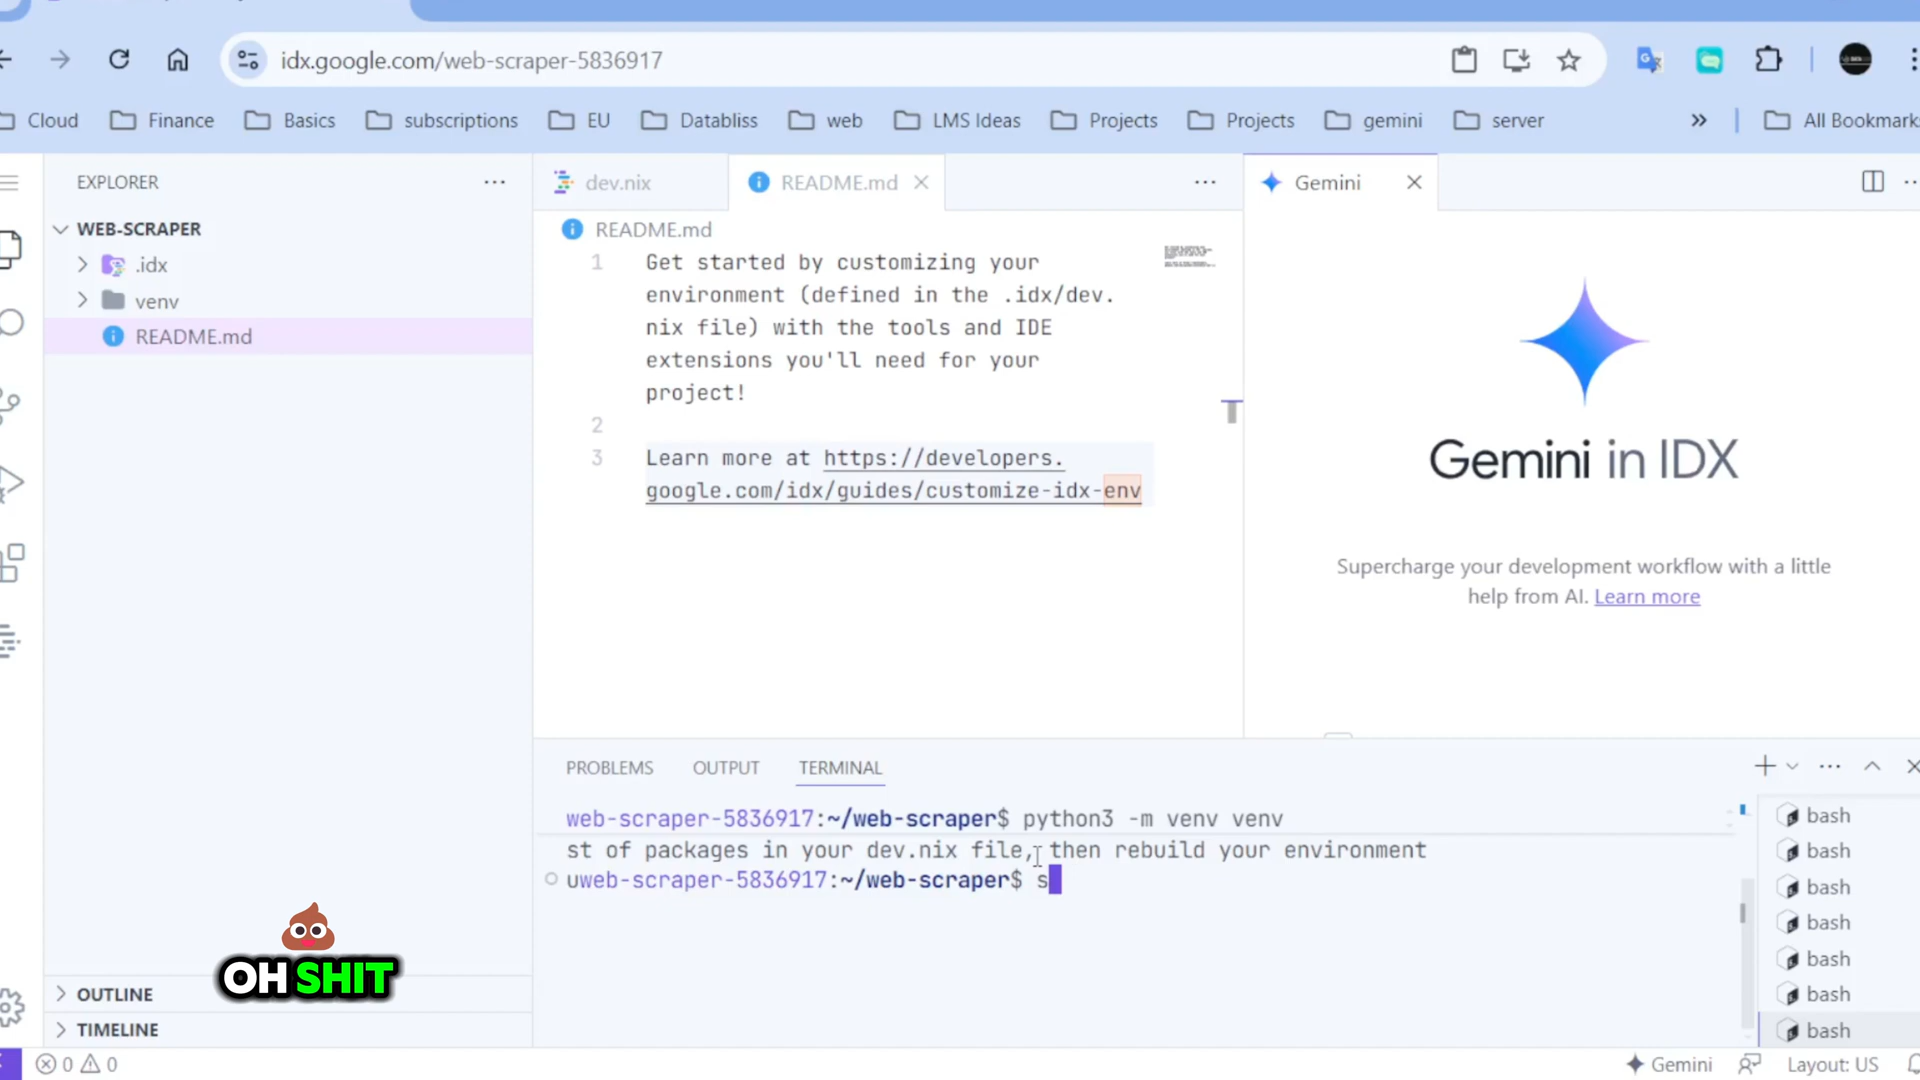 idx.google.com/web-scraper-5836917
Cloud
Finance
Basics
subscriptions
EU
Databliss
web
LMS Ideas
Projects
Projects
gemini
server
»
All Bookmark
EXPLORER
dev.nix
README.md
Gemini
WEB-SCRAPER
.idx
venv
README.md
README.md
1
Get started by customizing your
environment (defined in the .idx/dev.
nix file) with the tools and IDE
extensions you'll need for your
project!
2
3
Learn more at https://developers.
google.com/idx/guides/customize-idx-env
Gemini in IDX
Supercharge your development workflow with a little
help from AI. Learn more
PROBLEMS
OUTPUT
TERMINAL
web-scraper-5836917:~/web-scraper$ python3 -m venv venv
st of packages in your dev.nix file, then rebuild your environment
uweb-scraper-5836917:~/web-scraper$ s
bash
bash
bash
bash
bash
bash
bash
OH SHIT
OUTLINE
TIMELINE
0
0
Gemini
Layout: US